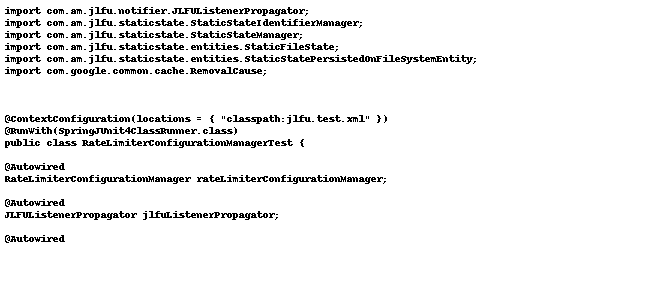 import com.am.jlfu.notifier.JLFUListenerPropagator;
import com.am.jlfu.staticstate.StaticStateIdentifierManager;
import com.am.jlfu.staticstate.StaticStateManager;
import com.am.jlfu.staticstate.entities.StaticFileState;
import com.am.jlfu.staticstate.entities.StaticStatePersistedOnFileSystemEntity;
import com.google.common.cache.RemovalCause;
@ContextConfiguration(locations = { "classpath:jlfu.test.xml" })
@RunWith(SpringJUnit4ClassRunner.class)
public class RateLimiterConfigurationManagerTest {
@Autowired
RateLimiterConfigurationManager rateLimiterConfigurationManager;
@Autowired
JLFUListenerPropagator jlfuListenerPropagator;
@Autowired